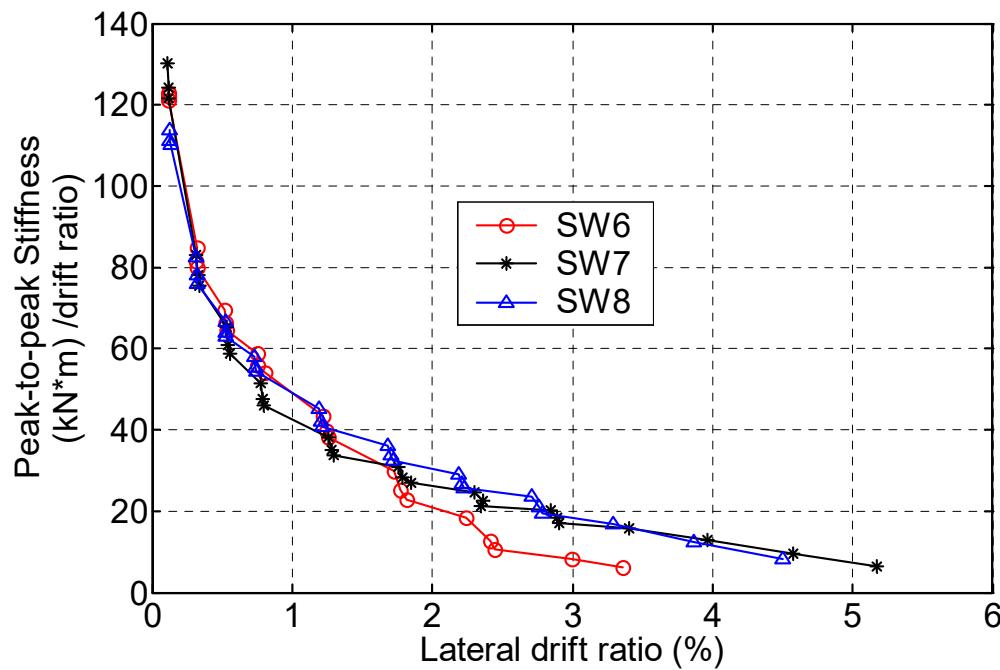 140
120
100
80
60
40
20
0
Peak-to-peak Stiffness
(kN*m) /drift ratio)
SW6
SW7
SW8
0 1 2 3 4 5 6
Lateral drift ratio (%)